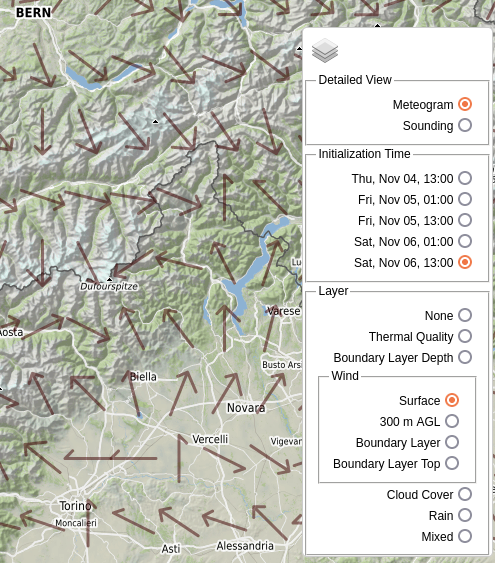 BERN
Detailed View
Meteogram
Sounding
Initialization Time
Thu, Nov 04, 13:00
Fri, Nov 05, 01:00
Fri, Nov 05, 13:00
Sat, Nov 06, 01:00
Sat, Nov 06, 13:00
Dufourspitze
Lu
Layer
None
Thermal Quality
Boundary Layer Depth
Wind
Surface
300 m AGL
Boundary Layer
Boundary Layer Top
Cloud Cover
Rain
Mixed
Varese
Aosta
Busto Arsi
Biella
Novara
Vercelli
Vigevan
Torino
Moncalieri
Asti
Alessandria